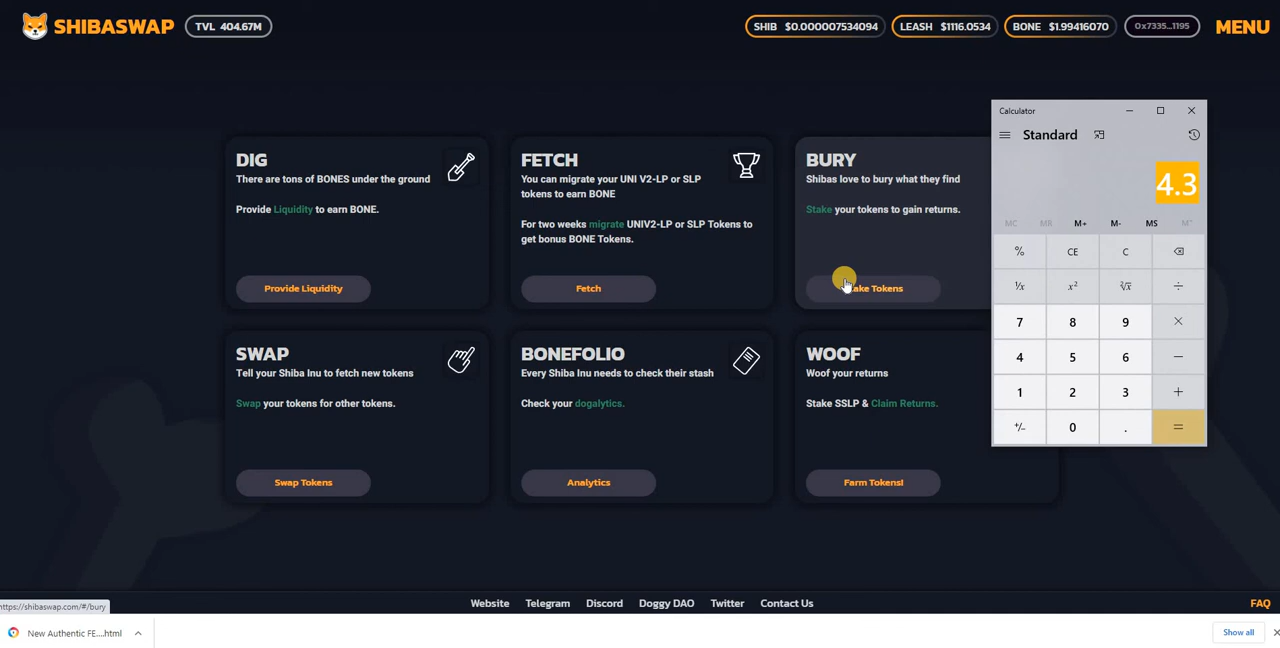 SHIBASWAP
TVL 404.67M
SHIB $0.000007534094
LEASH $1116.0534
BONE $1.99416070
0x7335...1195
MENU
DIG
There are tons of BONES under the ground
Provide Liquidity to earn BONE.
Provide Liquidity
FETCH
You can migrate your UNI V2-LP or SLP
tokens to earn BONE
For two weeks migrate UNIV2-LP or SLP Tokens to
get bonus BONE Tokens.
Fetch
BURY
Shibas love to bury what they find
Stake your tokens to gain returns.
ake Tokens
SWAP
Tell your Shiba Inu to fetch new tokens
Swap your tokens for other tokens.
Swap Tokens
BONEFOLIO
Every Shiba Inu needs to check their stash
Check your dogalytics.
Analytics
WOOF
Woof your returns
Stake SSLP & Claim Returns.
Farm Tokens!
Calculator
Standard
4.3
MC MR M+ M- MS M˅
% CE C
¹/x x² ²√x ÷
7 8 9 ×
4 5 6 −
1 2 3 +
+/− 0 . =
Website Telegram Discord Doggy DAO Twitter Contact Us
FAQ
https://shibaswap.com/#/bury
New Authentic FE....html
Show all